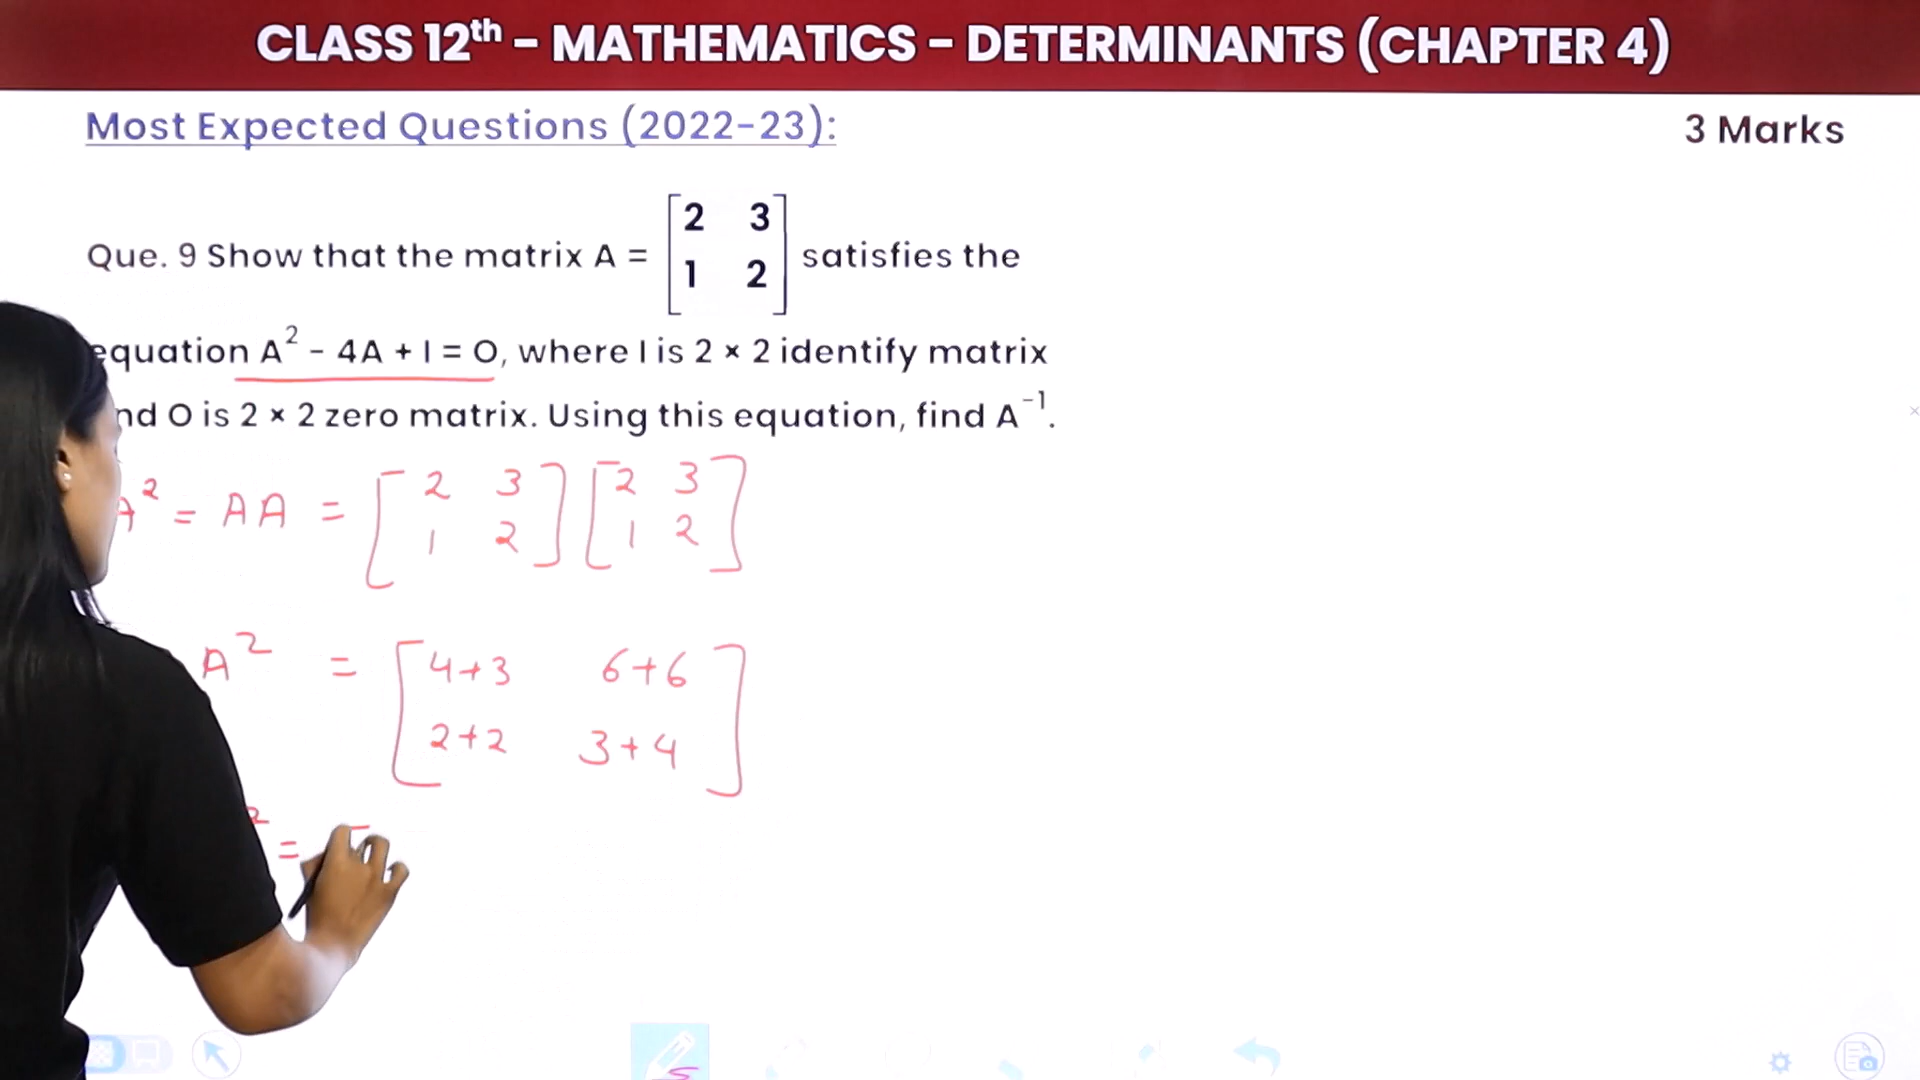 CLASS 12th - MATHEMATICS - DETERMINANTS (CHAPTER 4)
Most Expected Questions (2022-23):
3 Marks
Que. 9 Show that the matrix A = [2 3
1 2] satisfies the
equation A² - 4A + I = O, where I is 2 × 2 identify matrix
nd O is 2 × 2 zero matrix. Using this equation, find A⁻¹.
A² = AA = [2 3
1 2] [2 3
1 2]
A² = [4+3 6+6
2+2 3+4]
² = [